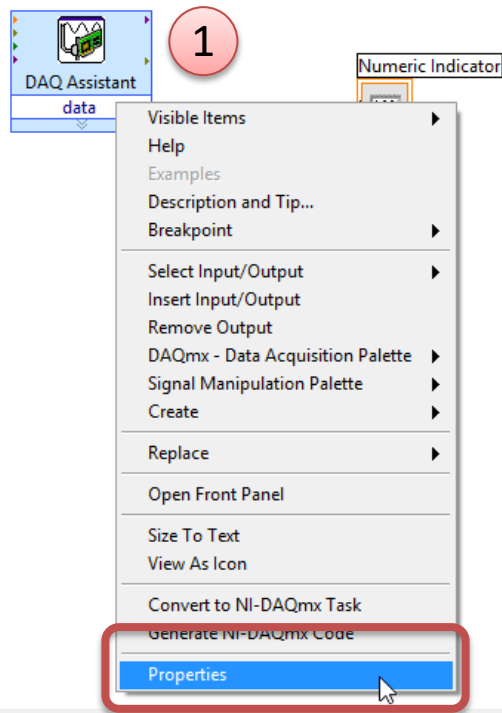 1
DAQ Assistant
data
Numeric Indicator
Visible Items
Help
Examples
Description and Tip...
Breakpoint
Select Input/Output
Insert Input/Output
Remove Output
DAQmx - Data Acquisition Palette
Signal Manipulation Palette
Create
Replace
Open Front Panel
Size To Text
View As Icon
Convert to NI-DAQmx Task
Generate NI-DAQmx Code
Properties